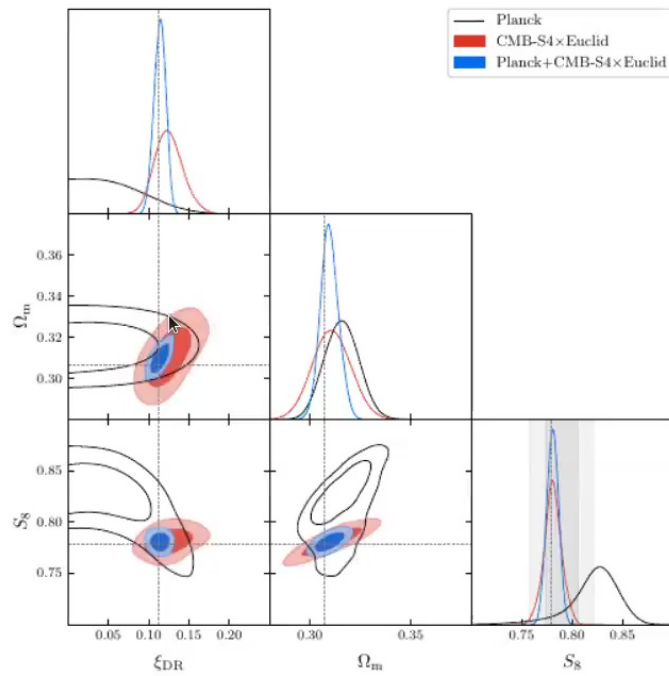 Planck
CMB-S4×Euclid
Planck+CMB-S4×Euclid
0.36
0.34
0.32
0.30
Ωm
0.85
0.80
0.75
S8
0.05 0.10 0.15 0.20
ξDR
0.30 0.35
Ωm
0.75 0.80 0.85
S8